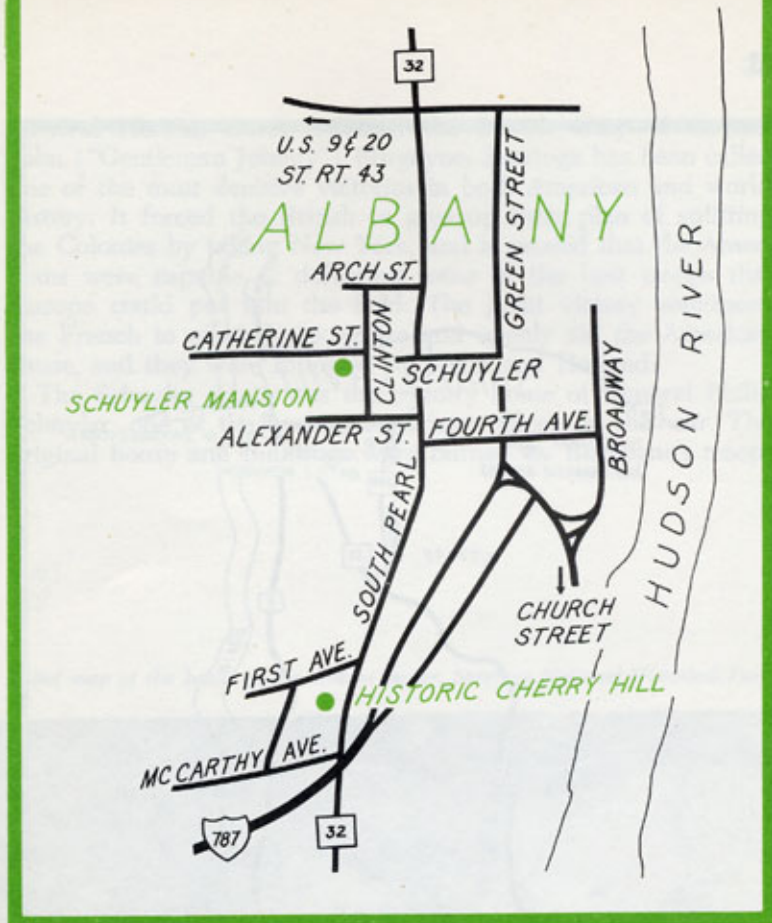 32
U.S. 9 & 20
ST. RT. 43
ALBANY
GREEN STREET
ARCH ST.
CATHERINE ST.
CLINTON
SCHUYLER
SCHUYLER MANSION
ALEXANDER ST.
FOURTH AVE.
BROADWAY
HUDSON RIVER
SOUTH PEARL
CHURCH
STREET
FIRST AVE.
HISTORIC CHERRY HILL
MC CARTHY AVE.
787
32